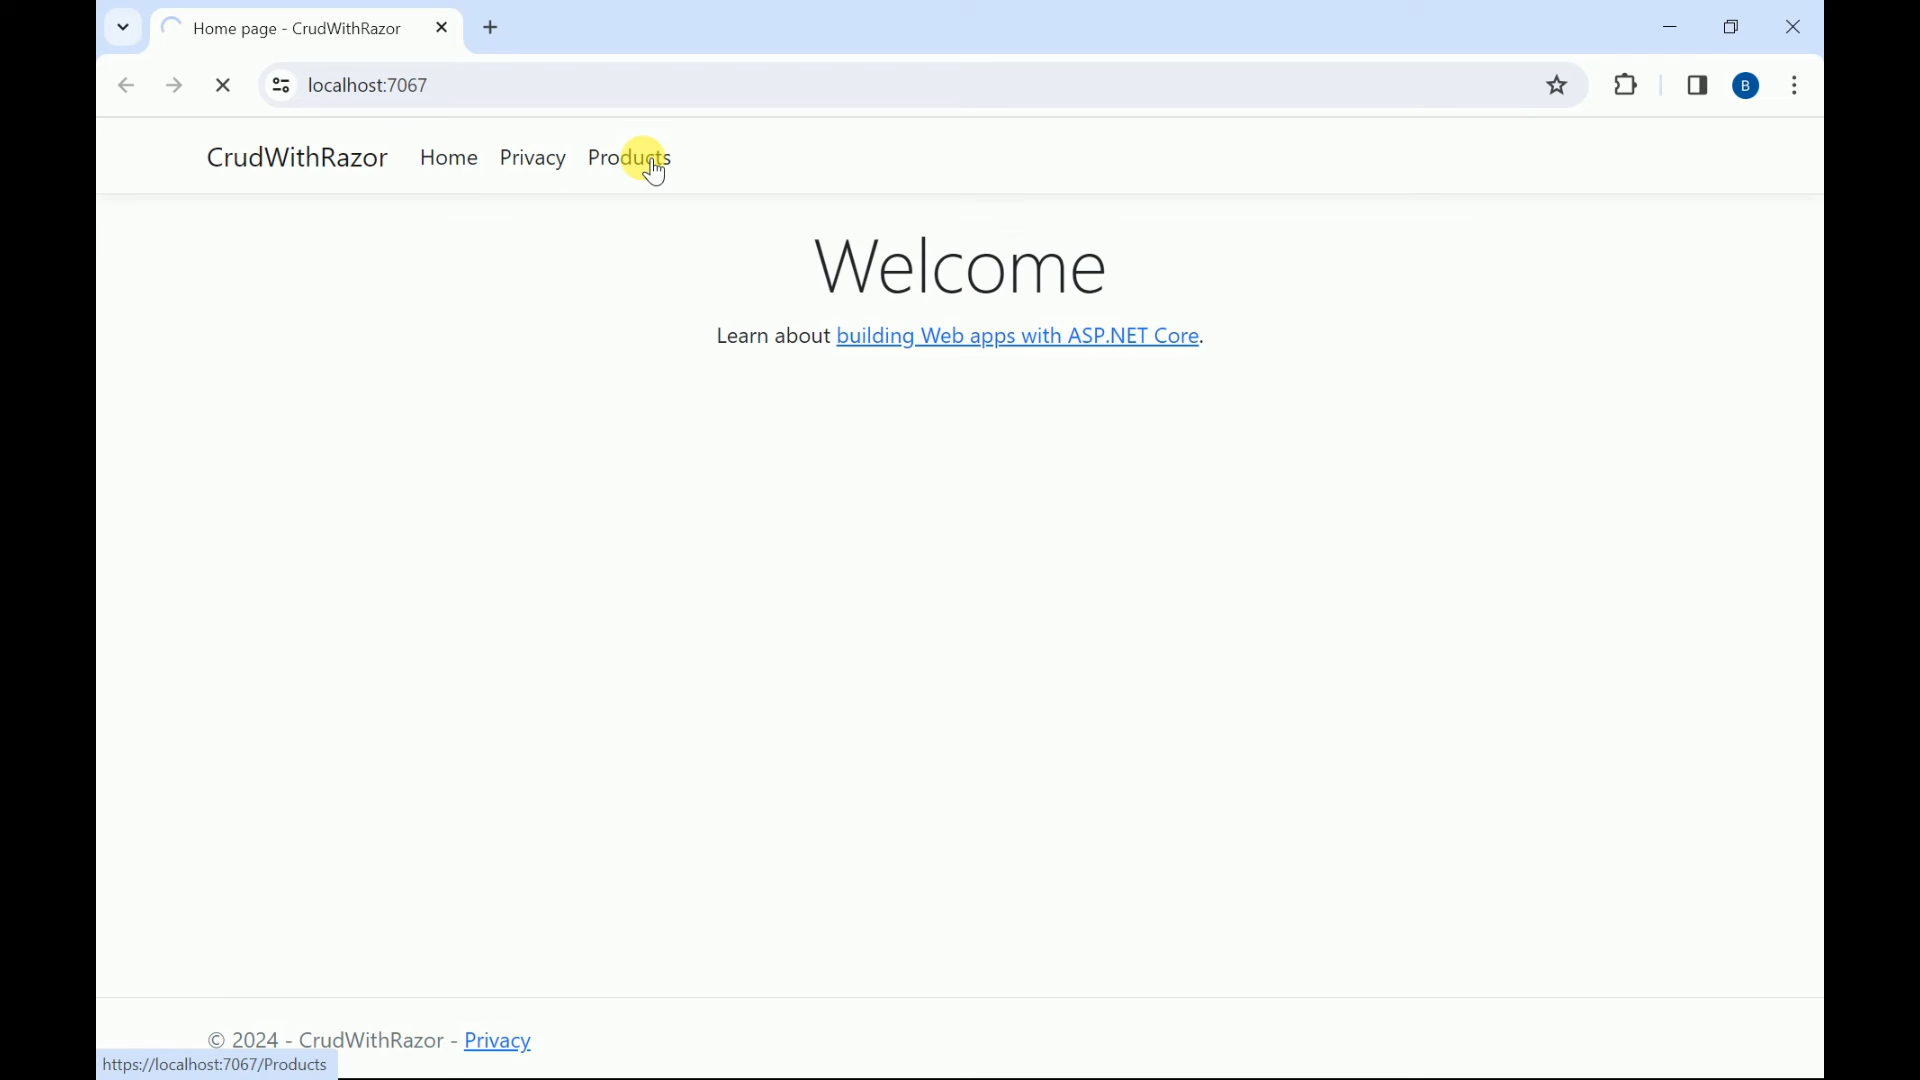 Home page - CrudWithRazor
localhost:7067
B
CrudWithRazor Home Privacy Products
Welcome
Learn about building Web apps with ASP.NET Core.
© 2024 - CrudWithRazor - Privacy
https://localhost:7067/Products